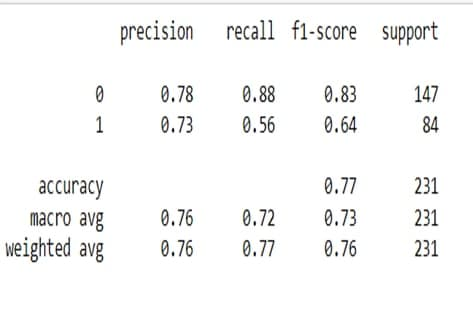 precision recall f1-score support
0 0.78 0.88 0.83 147
1 0.73 0.56 0.64 84
accuracy 0.77 231
macro avg 0.76 0.72 0.73 231
weighted avg 0.76 0.77 0.76 231